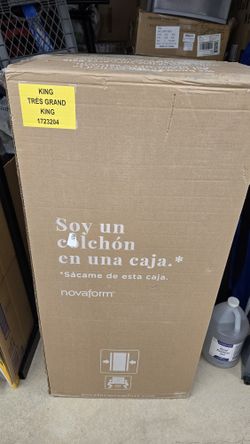 KING
TRÈS GRAND
KING
1723204
Soy un
colchón
en una caja.*
*Sácame de esta caja.
novaform